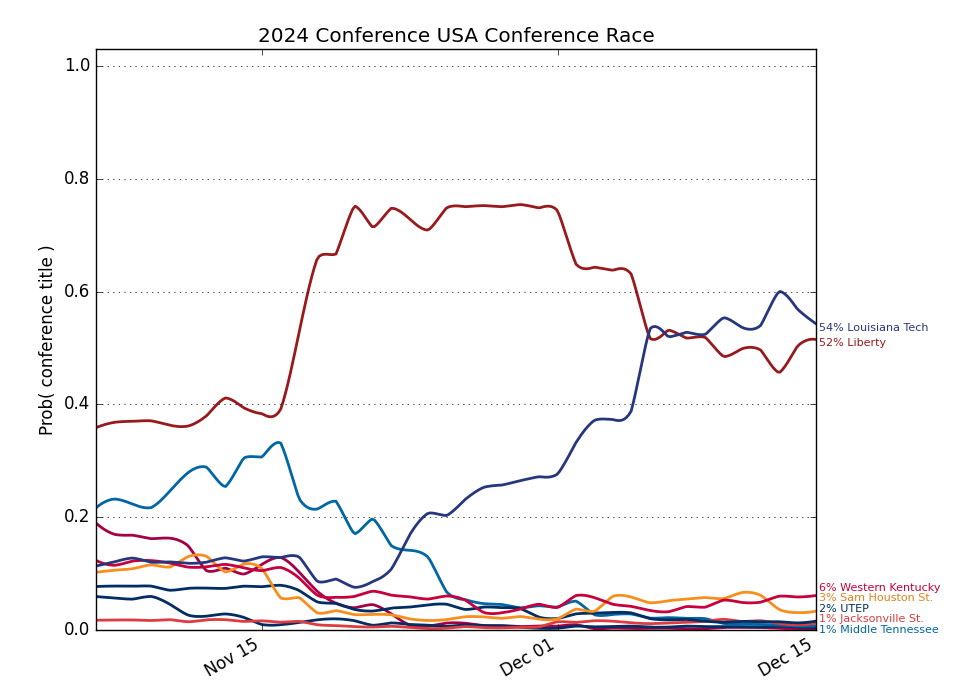 2024 Conference USA Conference Race
1.0
0.8
0.6
0.4
0.2
0.0
Prob( conference title )
Nov 15
Dec 01
Dec 15
54% Louisiana Tech
52% Liberty
6% Western Kentucky
3% Sam Houston St.
2% UTEP
1% Jacksonville St.
1% Middle Tennessee